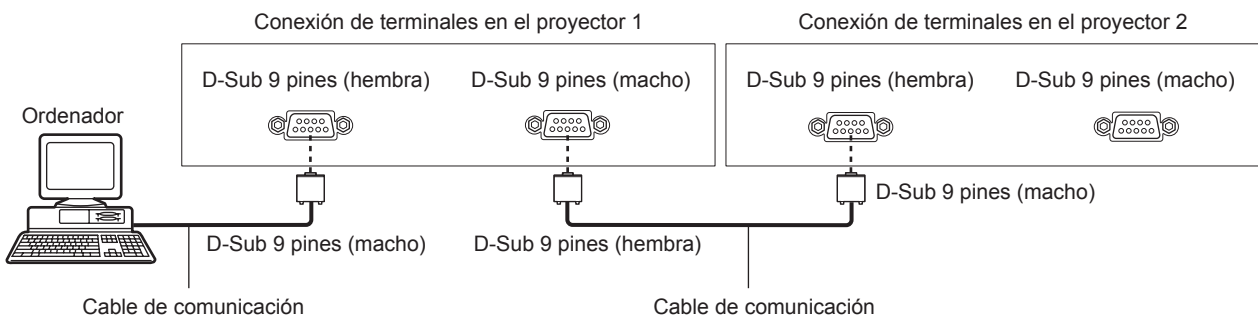 Conexión de terminales en el proyector 1
Conexión de terminales en el proyector 2
D-Sub 9 pines (hembra)
D-Sub 9 pines (macho)
D-Sub 9 pines (hembra)
D-Sub 9 pines (macho)
Ordenador
D-Sub 9 pines (macho)
D-Sub 9 pines (macho)
D-Sub 9 pines (hembra)
Cable de comunicación
Cable de comunicación